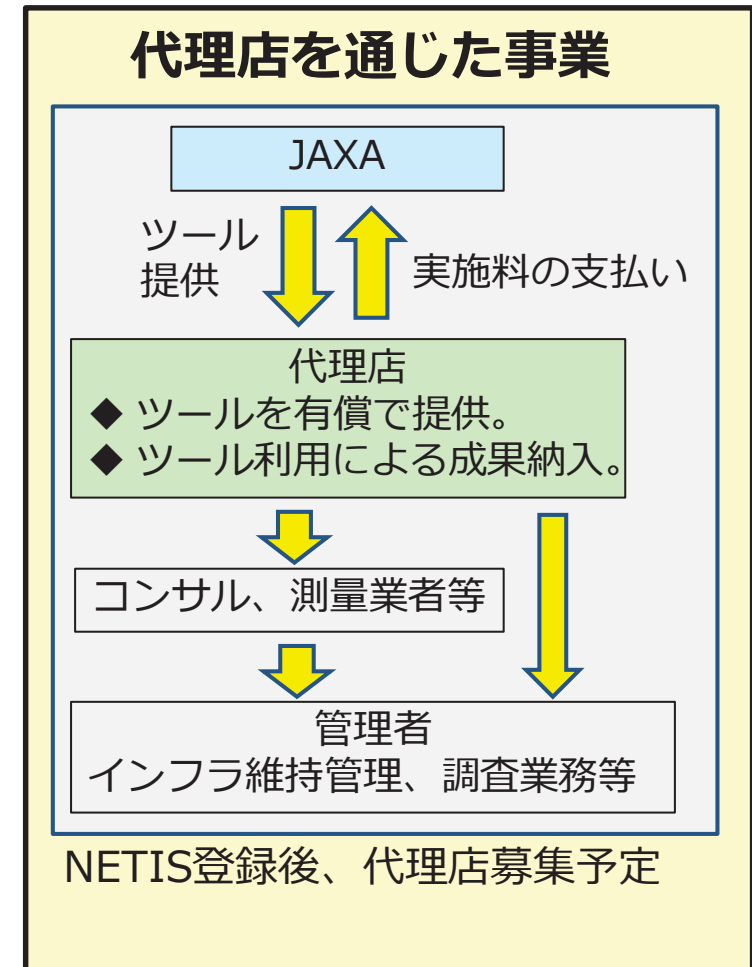 代理店を通じた事業
JAXA
ツール
提供
実施料の支払い
代理店
◆ ツールを有償で提供。
◆ ツール利用による成果納入。
コンサル、測量業者等
管理者
インフラ維持管理、調査業務等
NETIS登録後、代理店募集予定